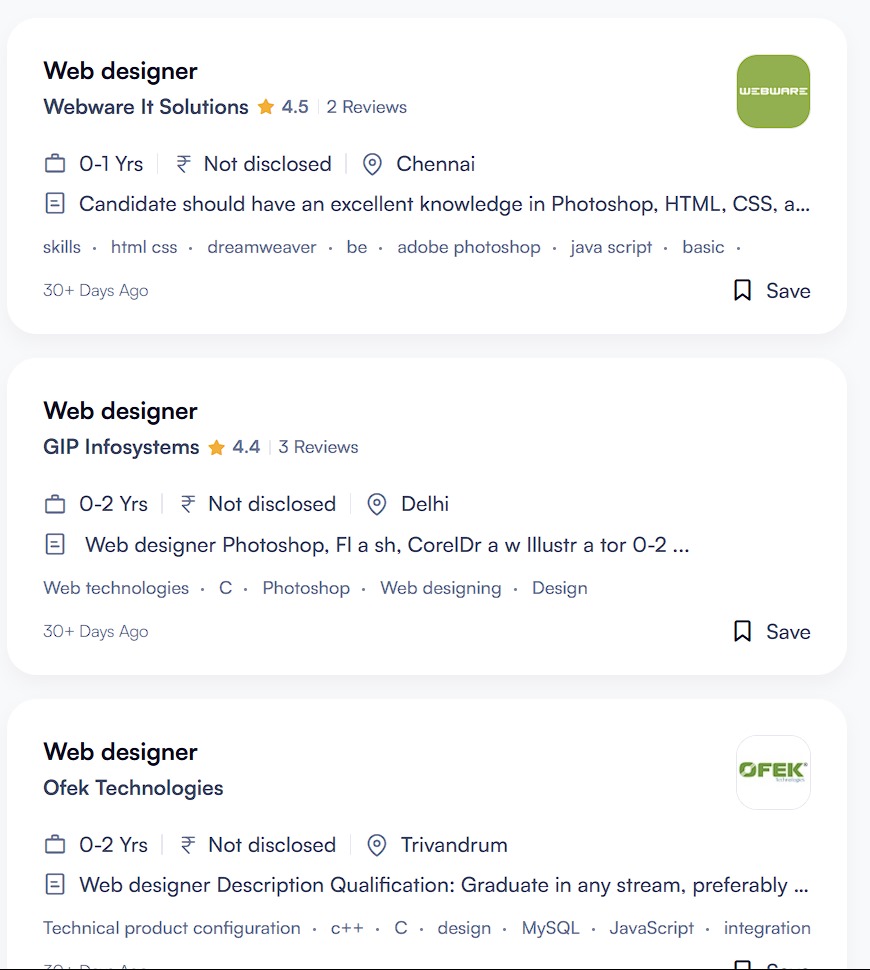 Web designer
WEBWARE
Webware It Solutions 4.5 2 Reviews
0-1 Yrs ₹ Not disclosed Chennai
Candidate should have an excellent knowledge in Photoshop, HTML, CSS, a...
skills · html css · dreamweaver · be · adobe photoshop · java script · basic ·
30+ Days Ago Save
Web designer
GIP Infosystems 4.4 3 Reviews
0-2 Yrs ₹ Not disclosed Delhi
Web designer Photoshop, Fl a sh, CorelDr a w Illustr a tor 0-2 ...
Web technologies · C · Photoshop · Web designing · Design
30+ Days Ago Save
Web designer
OFEK
technologies
Ofek Technologies
0-2 Yrs ₹ Not disclosed Trivandrum
Web designer Description Qualification: Graduate in any stream, preferably ...
Technical product configuration · c++ · C · design · MySQL · JavaScript · integration
30+ Days Ago Save